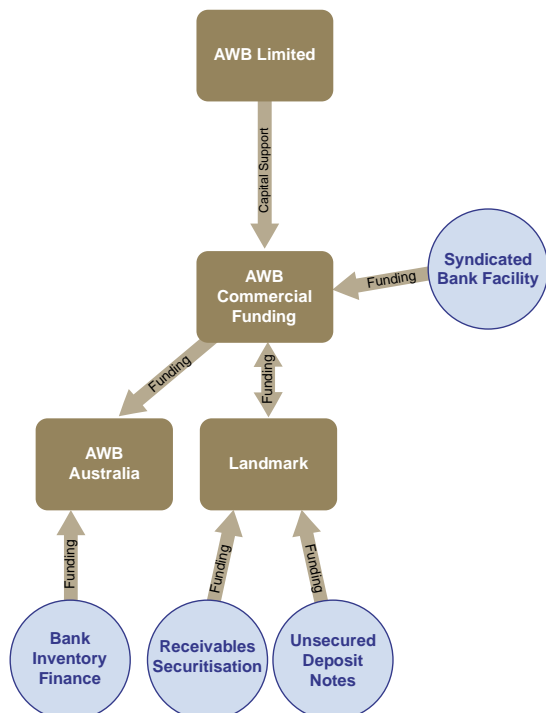 AWB Limited
Capital Support
AWB
Commercial
Funding
Funding
Syndicated
Bank Facility
Funding
Funding
AWB
Australia
Landmark
Funding
Funding
Funding
Bank
Inventory
Finance
Receivables
Securitisation
Unsecured
Deposit
Notes